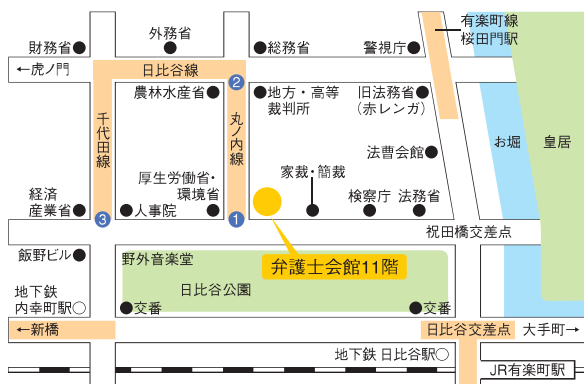 財務省
外務省
総務省
警視庁
有楽町線
桜田門駅
←虎ノ門
日比谷線
②
農林水産省
地方・高等
裁判所
旧法務省
(赤レンガ)
お堀
皇居
千代田線
丸ノ内線
法曹会館
厚生労働省・
環境省
家裁・簡裁
経済
産業省
③
人事院
①
検察庁
法務省
祝田橋交差点
飯野ビル
野外音楽堂
弁護士会館11階
日比谷公園
地下鉄
内幸町駅○
交番
交番
←新橋
日比谷交差点
大手町→
地下鉄 日比谷駅○
JR有楽町駅